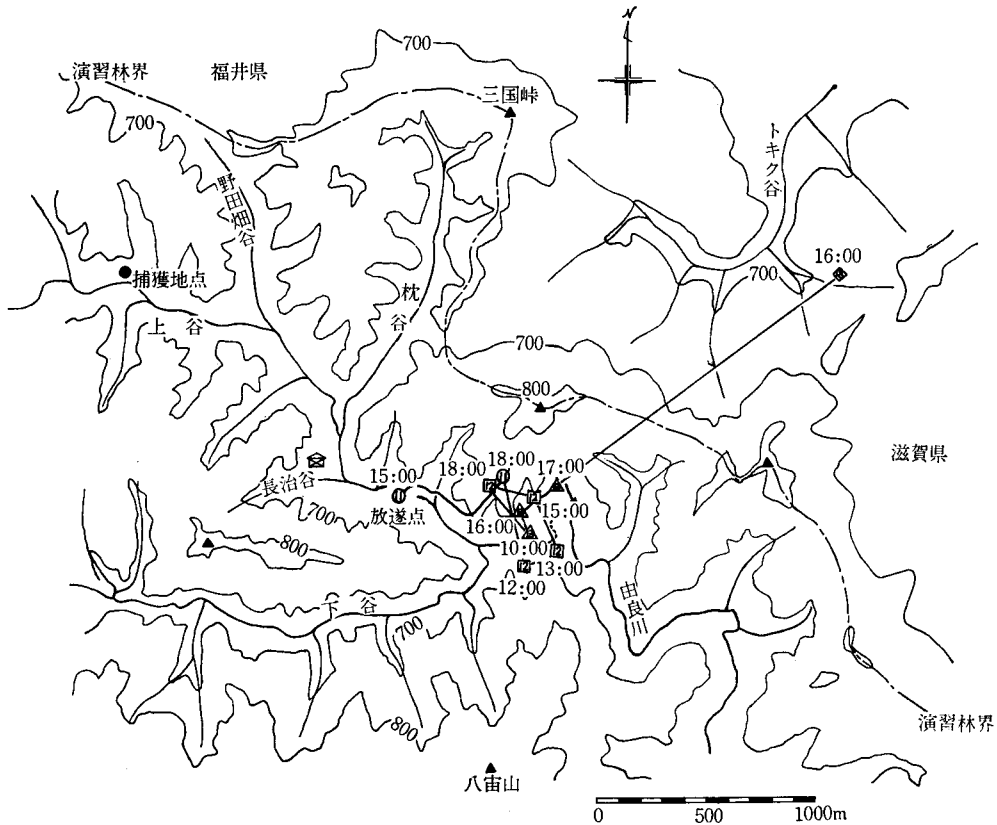 N
700
演習林界
福井県
三国峠
700
トキク谷
野田畑谷
16:00
捕獲地点
700
枕谷
上谷
700
800
滋賀県
15:00
18:00
18:00
17:00
長治谷
放遂点
15:00
700
16:00
10:00
13:00
800
12:00
下谷
由良川
700
800
演習林界
八宙山
0
500
1000m